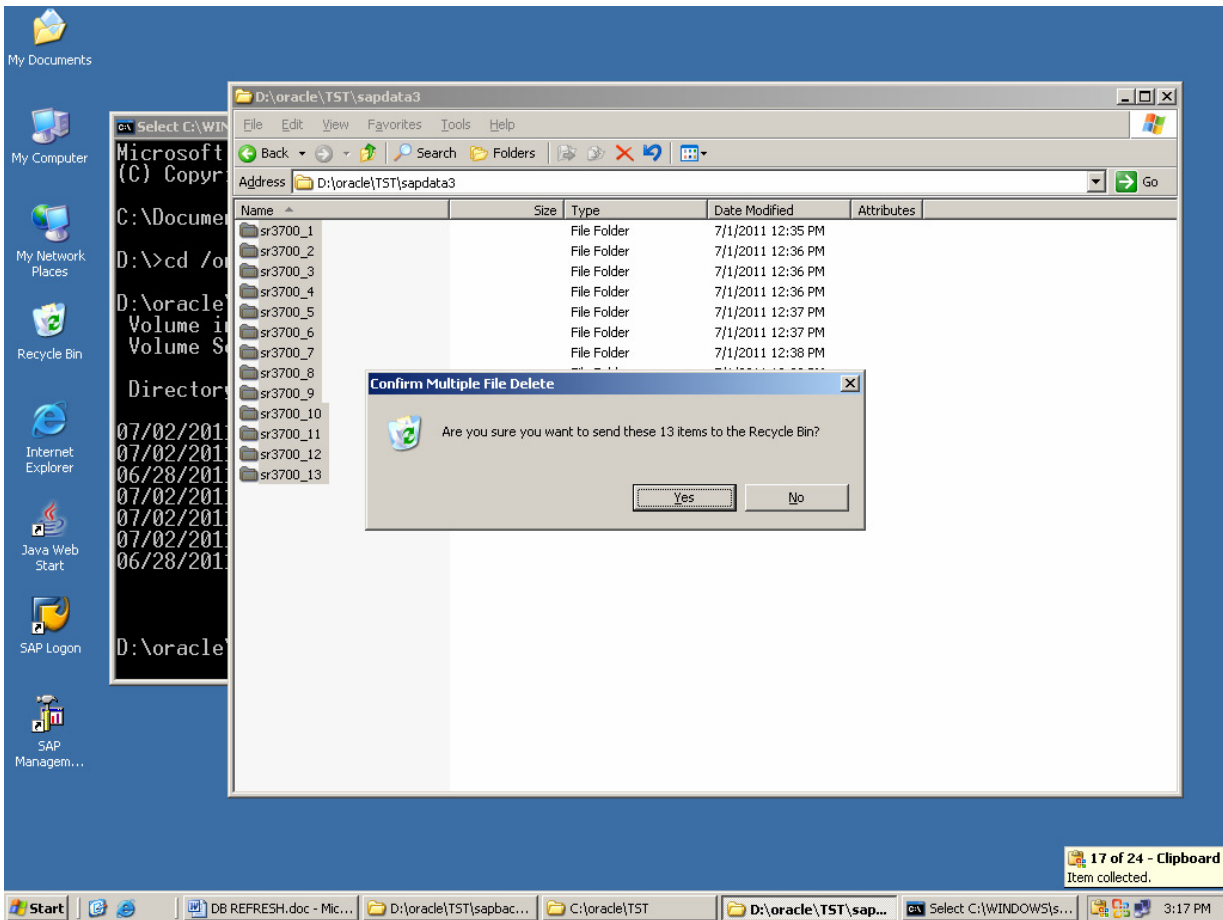 My Documents
My Computer
My Network
Places
Recycle Bin
Internet
Explorer
Java Web
Start
SAP Logon
SAP
Managem...
Select C:\WIN
Microsoft
(C) Copyr
C:\Documen
D:\>cd /o
D:\oracle\
Volume in
Volume Se
Directory
07/02/2011
07/02/2011
06/28/2011
07/02/2011
07/02/2011
07/02/2011
06/28/2011
D:\oracle\
D:\oracle\TST\sapdata3
File Edit View Favorites Tools Help
Back Search Folders
Address D:\oracle\TST\sapdata3 Go
Name Size Type Date Modified Attributes
sr3700_1 File Folder 7/1/2011 12:35 PM
sr3700_2 File Folder 7/1/2011 12:36 PM
sr3700_3 File Folder 7/1/2011 12:36 PM
sr3700_4 File Folder 7/1/2011 12:36 PM
sr3700_5 File Folder 7/1/2011 12:37 PM
sr3700_6 File Folder 7/1/2011 12:37 PM
sr3700_7 File Folder 7/1/2011 12:38 PM
sr3700_8
sr3700_9
sr3700_10
sr3700_11
sr3700_12
sr3700_13
Confirm Multiple File Delete
Are you sure you want to send these 13 items to the Recycle Bin?
Yes No
17 of 24 - Clipboard
Item collected.
Start DB REFRESH.doc - Mic... D:\oracle\TST\sapbac... C:\oracle\TST D:\oracle\TST\sap... Select C:\WINDOWS\s... 3:17 PM